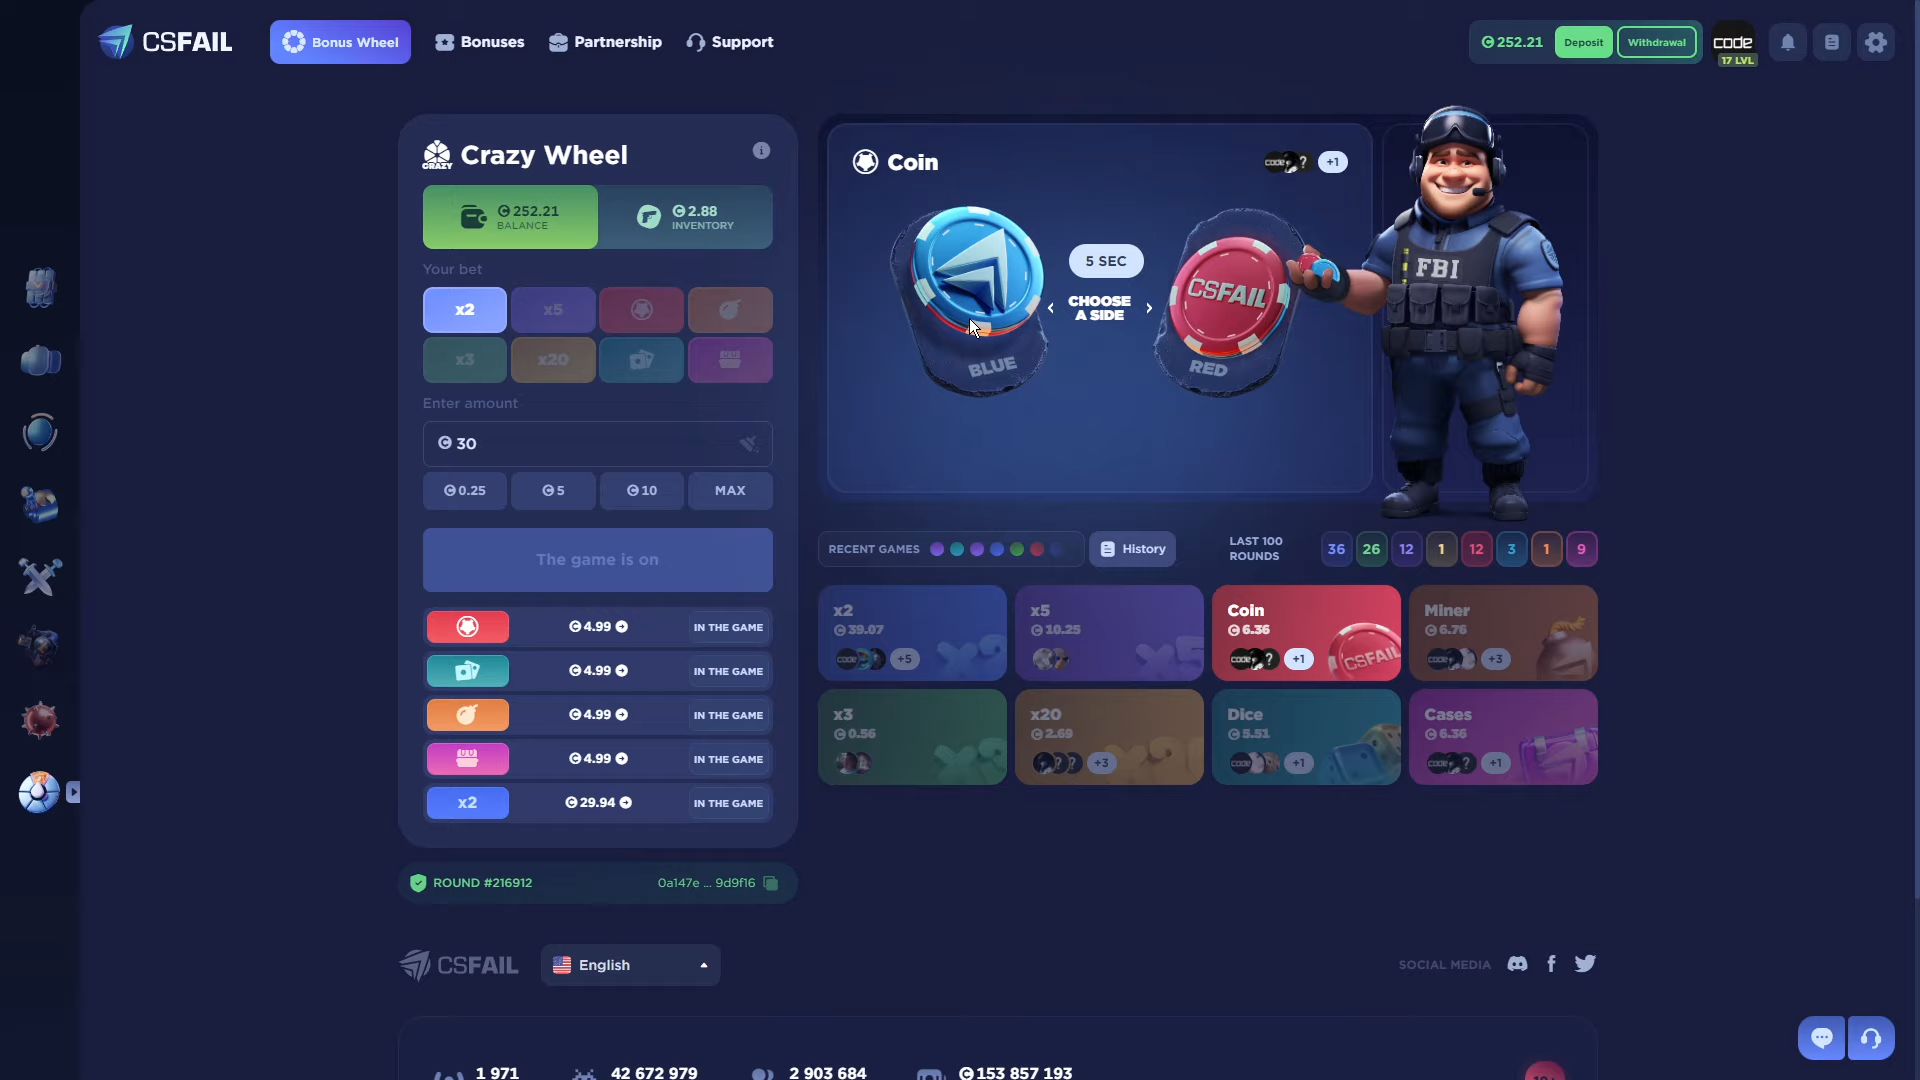 CSFAIL
Bonus Wheel
Bonuses
Partnership
Support
252.21
Deposit
Withdrawal
code
17 LVL
CRAZY
Crazy Wheel
252.21
BALANCE
2.88
INVENTORY
Your bet
x2
x5
x3
x20
Enter amount
30
0.25
5
10
MAX
The game is on
4.99
IN THE GAME
4.99
IN THE GAME
4.99
IN THE GAME
4.99
IN THE GAME
x2
29.94
IN THE GAME
ROUND #216912
0a147e ... 9d9f16
Coin
code
?
+1
BLUE
5 SEC
CHOOSE
A SIDE
CSFAIL
RED
FBI
RECENT GAMES
History
LAST 100
ROUNDS
36
26
12
1
12
3
1
9
x2
39.07
code
+5
x5
10.25
Coin
6.36
code
?
+1
CSFAIL
Miner
6.76
code
+3
x3
0.56
x20
2.69
? ?
+3
Dice
5.51
code
+1
Cases
6.36
code
?
+1
CSFAIL
English
SOCIAL MEDIA
1 971
42 672 979
2 903 684
153 857 193